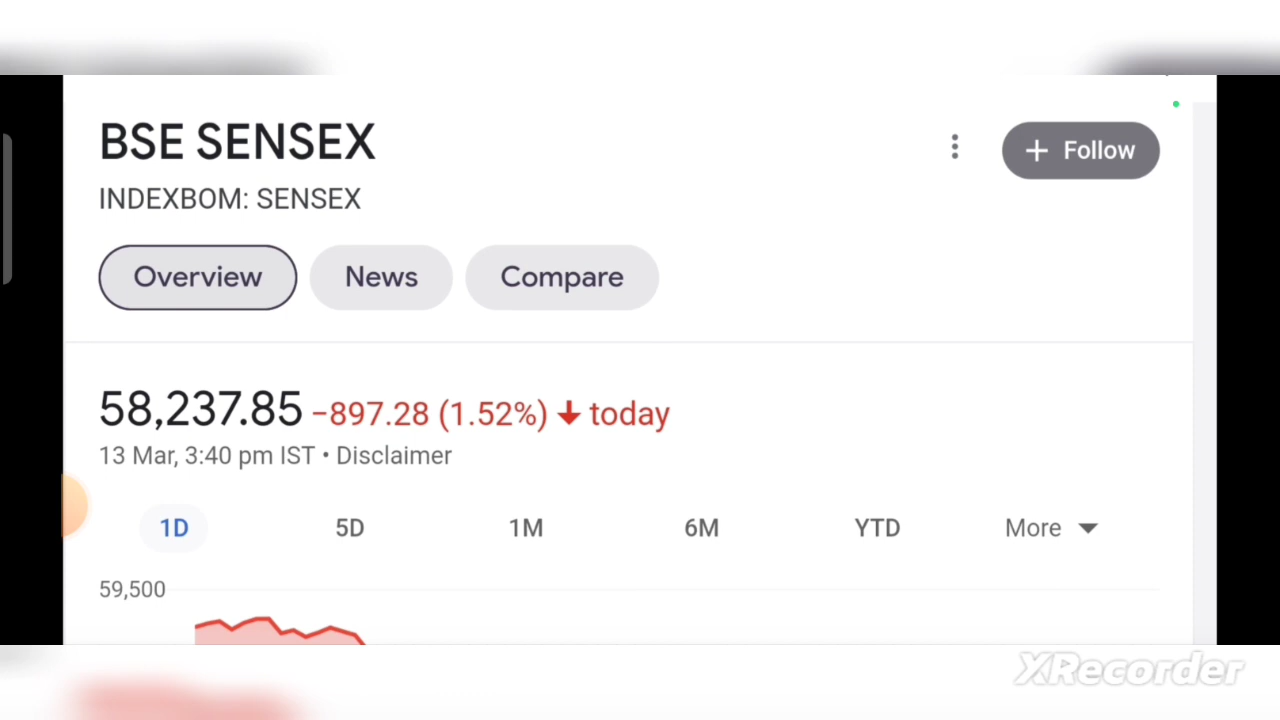 BSE SENSEX
+ Follow
INDEXBOM: SENSEX
Overview News Compare
58,237.85 −897.28 (1.52%) ↓ today
13 Mar, 3:40 pm IST • Disclaimer
1D 5D 1M 6M YTD More
59,500
XRecorder